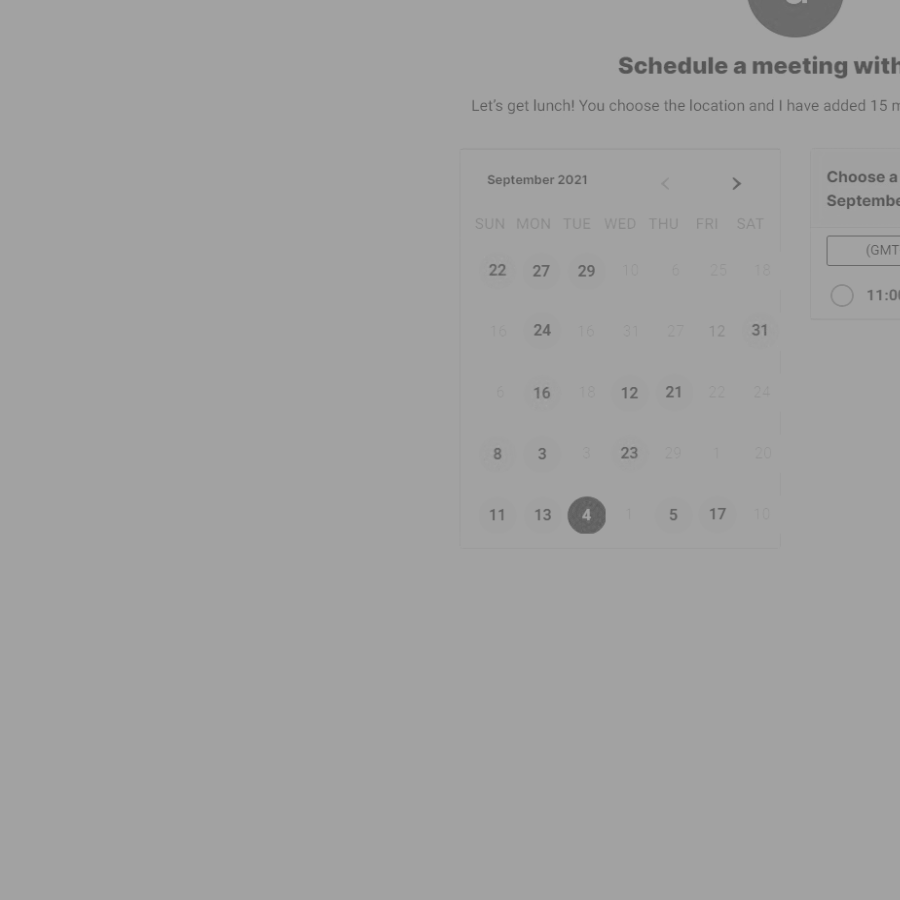 Schedule a meeting with
Let's get lunch! You choose the location and I have added 15 m
September 2021
SUN MON TUE WED THU FRI SAT
22 27 29 10 6 25 18
16 24 16 31 27 12 31
6 16 18 12 21 22 24
8 3 3 23 29 1 20
11 13 4 1 5 17 10
Choose a
Septembe
(GMT
11:00